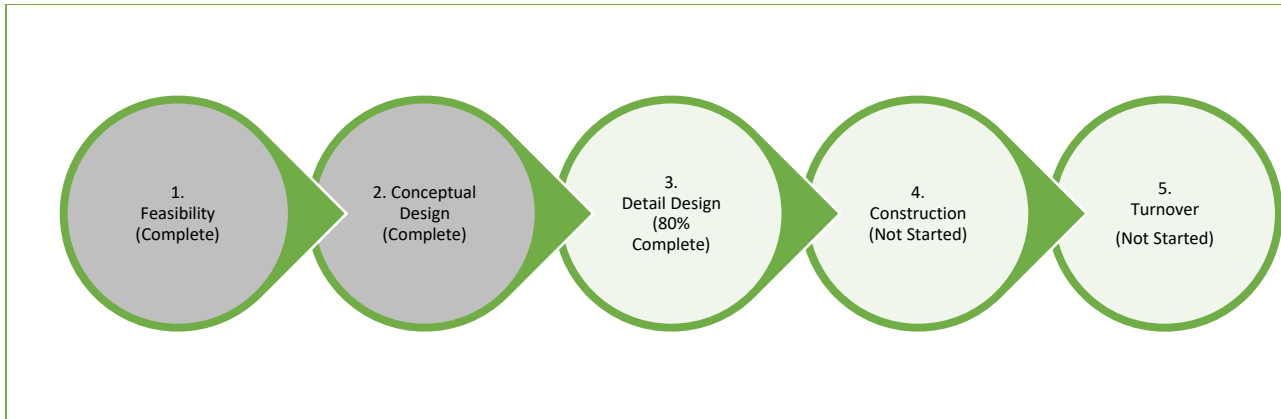 1.
Feasibility
(Complete)
2. Conceptual
Design
(Complete)
3.
Detail Design
(80%
Complete)
4.
Construction
(Not Started)
5.
Turnover
(Not Started)